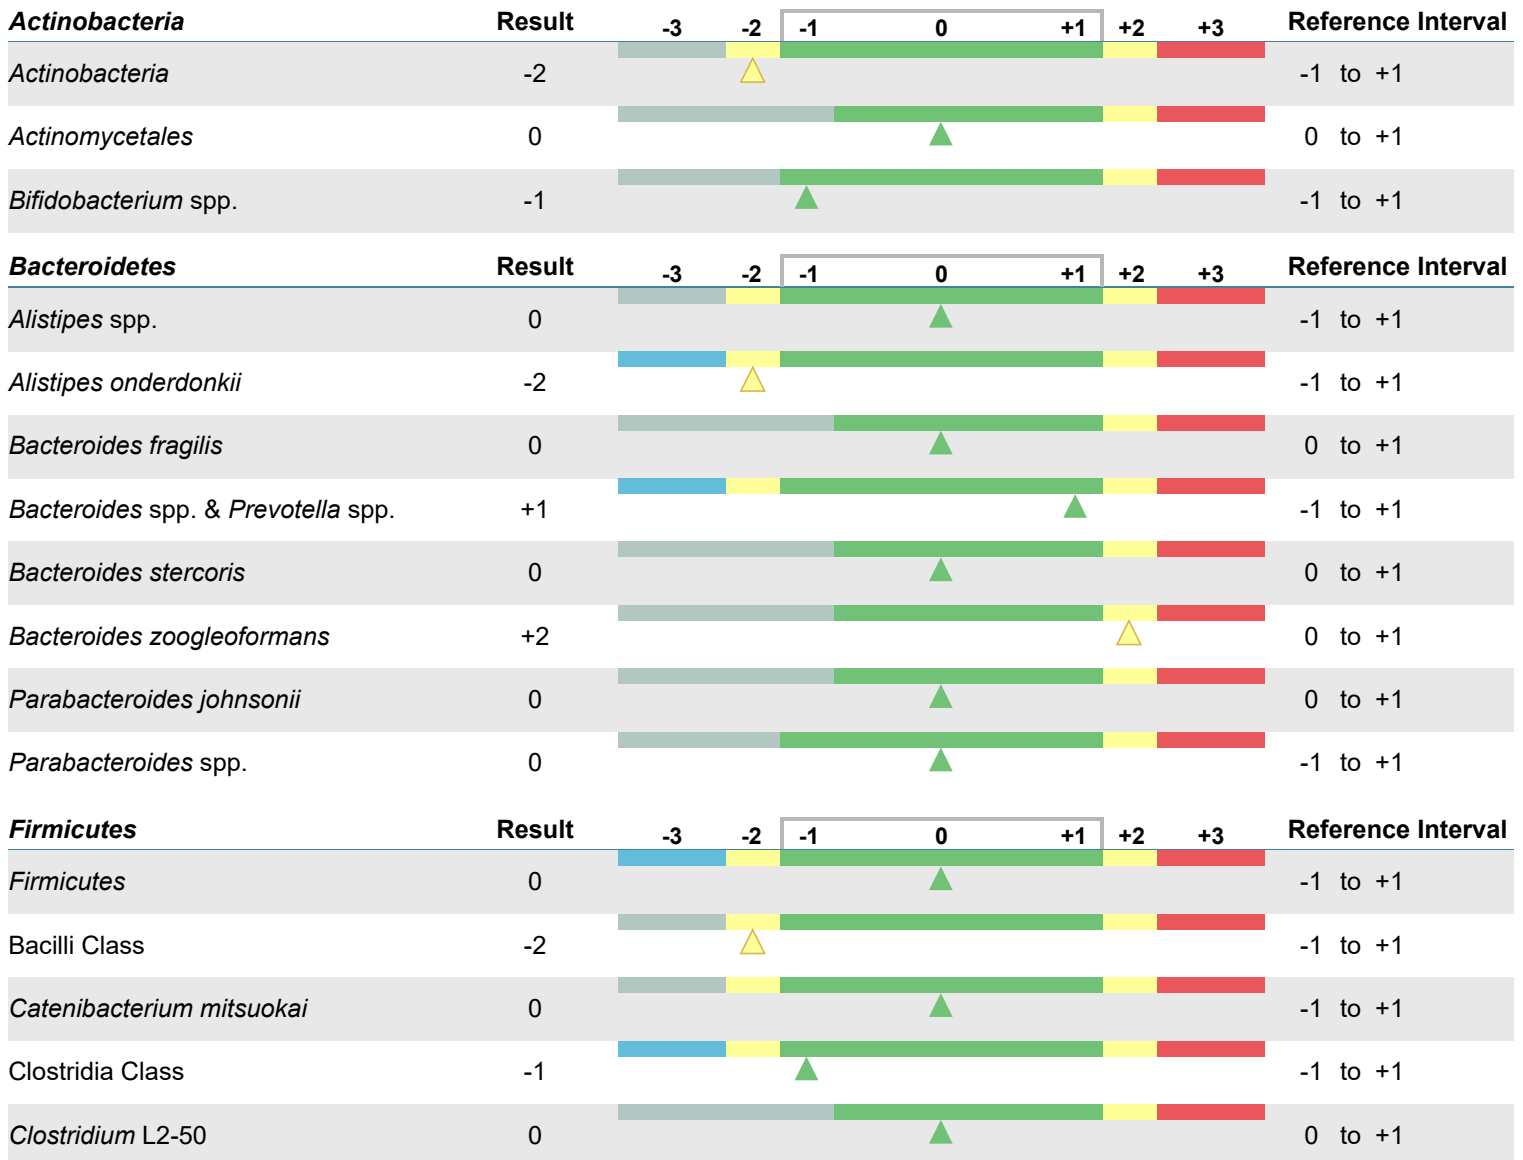 Actinobacteria Result -3 -2 -1 0 +1 +2 +3 Reference Interval
Actinobacteria -2 -1 to +1
Actinomycetales 0 0 to +1
Bifidobacterium spp. -1 -1 to +1
Bacteroidetes Result -3 -2 -1 0 +1 +2 +3 Reference Interval
Alistipes spp. 0 -1 to +1
Alistipes onderdonkii -2 -1 to +1
Bacteroides fragilis 0 0 to +1
Bacteroides spp. & Prevotella spp. +1 -1 to +1
Bacteroides stercoris 0 0 to +1
Bacteroides zoogleoformans +2 0 to +1
Parabacteroides johnsonii 0 0 to +1
Parabacteroides spp. 0 -1 to +1
Firmicutes Result -3 -2 -1 0 +1 +2 +3 Reference Interval
Firmicutes 0 -1 to +1
Bacilli Class -2 -1 to +1
Catenibacterium mitsuokai 0 -1 to +1
Clostridia Class -1 -1 to +1
Clostridium L2-50 0 0 to +1